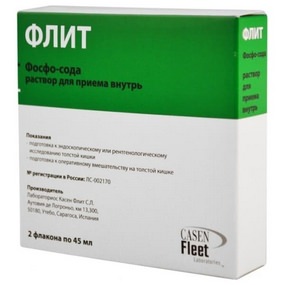 ФЛИТ
Фосфо-сода
раствор для приема внутрь
Показания
- подготовка к эндоскопическому или рентгенологическому
исследованию толстой кишки
- подготовка к оперативному вмешательству на толстой кишке
№ регистрации в России: ЛС-002170
Производитель
Лабораториос Касен Флит С.Л.
Аутовия де Логроньо, км 13,300,
50180, Утебо, Сарагоса, Испания
2 флакона по 45 мл
CASEN
Fleet
Laboratories